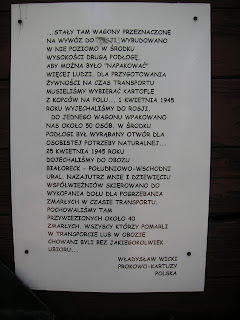 ...STAŁY TAM WAGONY PRZEZNACZONE
NA WYWÓZ DO ROSJI. WYBUDOWANO
W NIE POZIOMO W ŚRODKU
WYSOKOŚCI DRUGĄ PODŁOGĘ,
ABY MOŻNA BYŁO "NAPAKOWAĆ"
WIĘCEJ LUDZI. DLA PRZYGOTOWANIA
ŻYWNOŚCI NA CZAS TRANSPORTU
MUSIELIŚMY WYBIERAĆ KARTOFLE
Z KOPCÓW NA POLU... 1 KWIETNIA 1945
ROKU WYJECHALIŚMY DO ROSJI.
DO JEDNEGO WAGONU WPAKOWANO
NAS OKOŁO 50 OSÓB. W ŚRODKU
PODŁOGI BYŁ WYRĄBANY OTWÓR DLA
OSOBISTEJ POTRZEBY NATURALNEJ...
25 KWIETNIA 1945 ROKU
DOJECHALIŚMY DO OBOZU
BIAŁORECK - POŁUDNIOWO-WSCHODNI
URAL. NAZAJUTRZ MNIE I DZIEWIĘCIU
WSPÓŁWIĘŹNIÓW SKIEROWANO DO
WYKOPANIA DOŁU DLA POGRZEBANIA
ZMARŁYCH W CZASIE TRANSPORTU.
POCHOWALIŚMY TAM
PRZYWIEZIONYCH OKOŁO 40
ZMARŁYCH. WSZYSCY KTÓRZY POMARLI
W TRANSPORCIE LUB W OBOZIE
CHOWANI BYLI BEZ JAKIEGOKOLWIEK
UBIORU...
WŁADYSŁAW WICKI
PROKOWO-KARTUZY
POLSKA